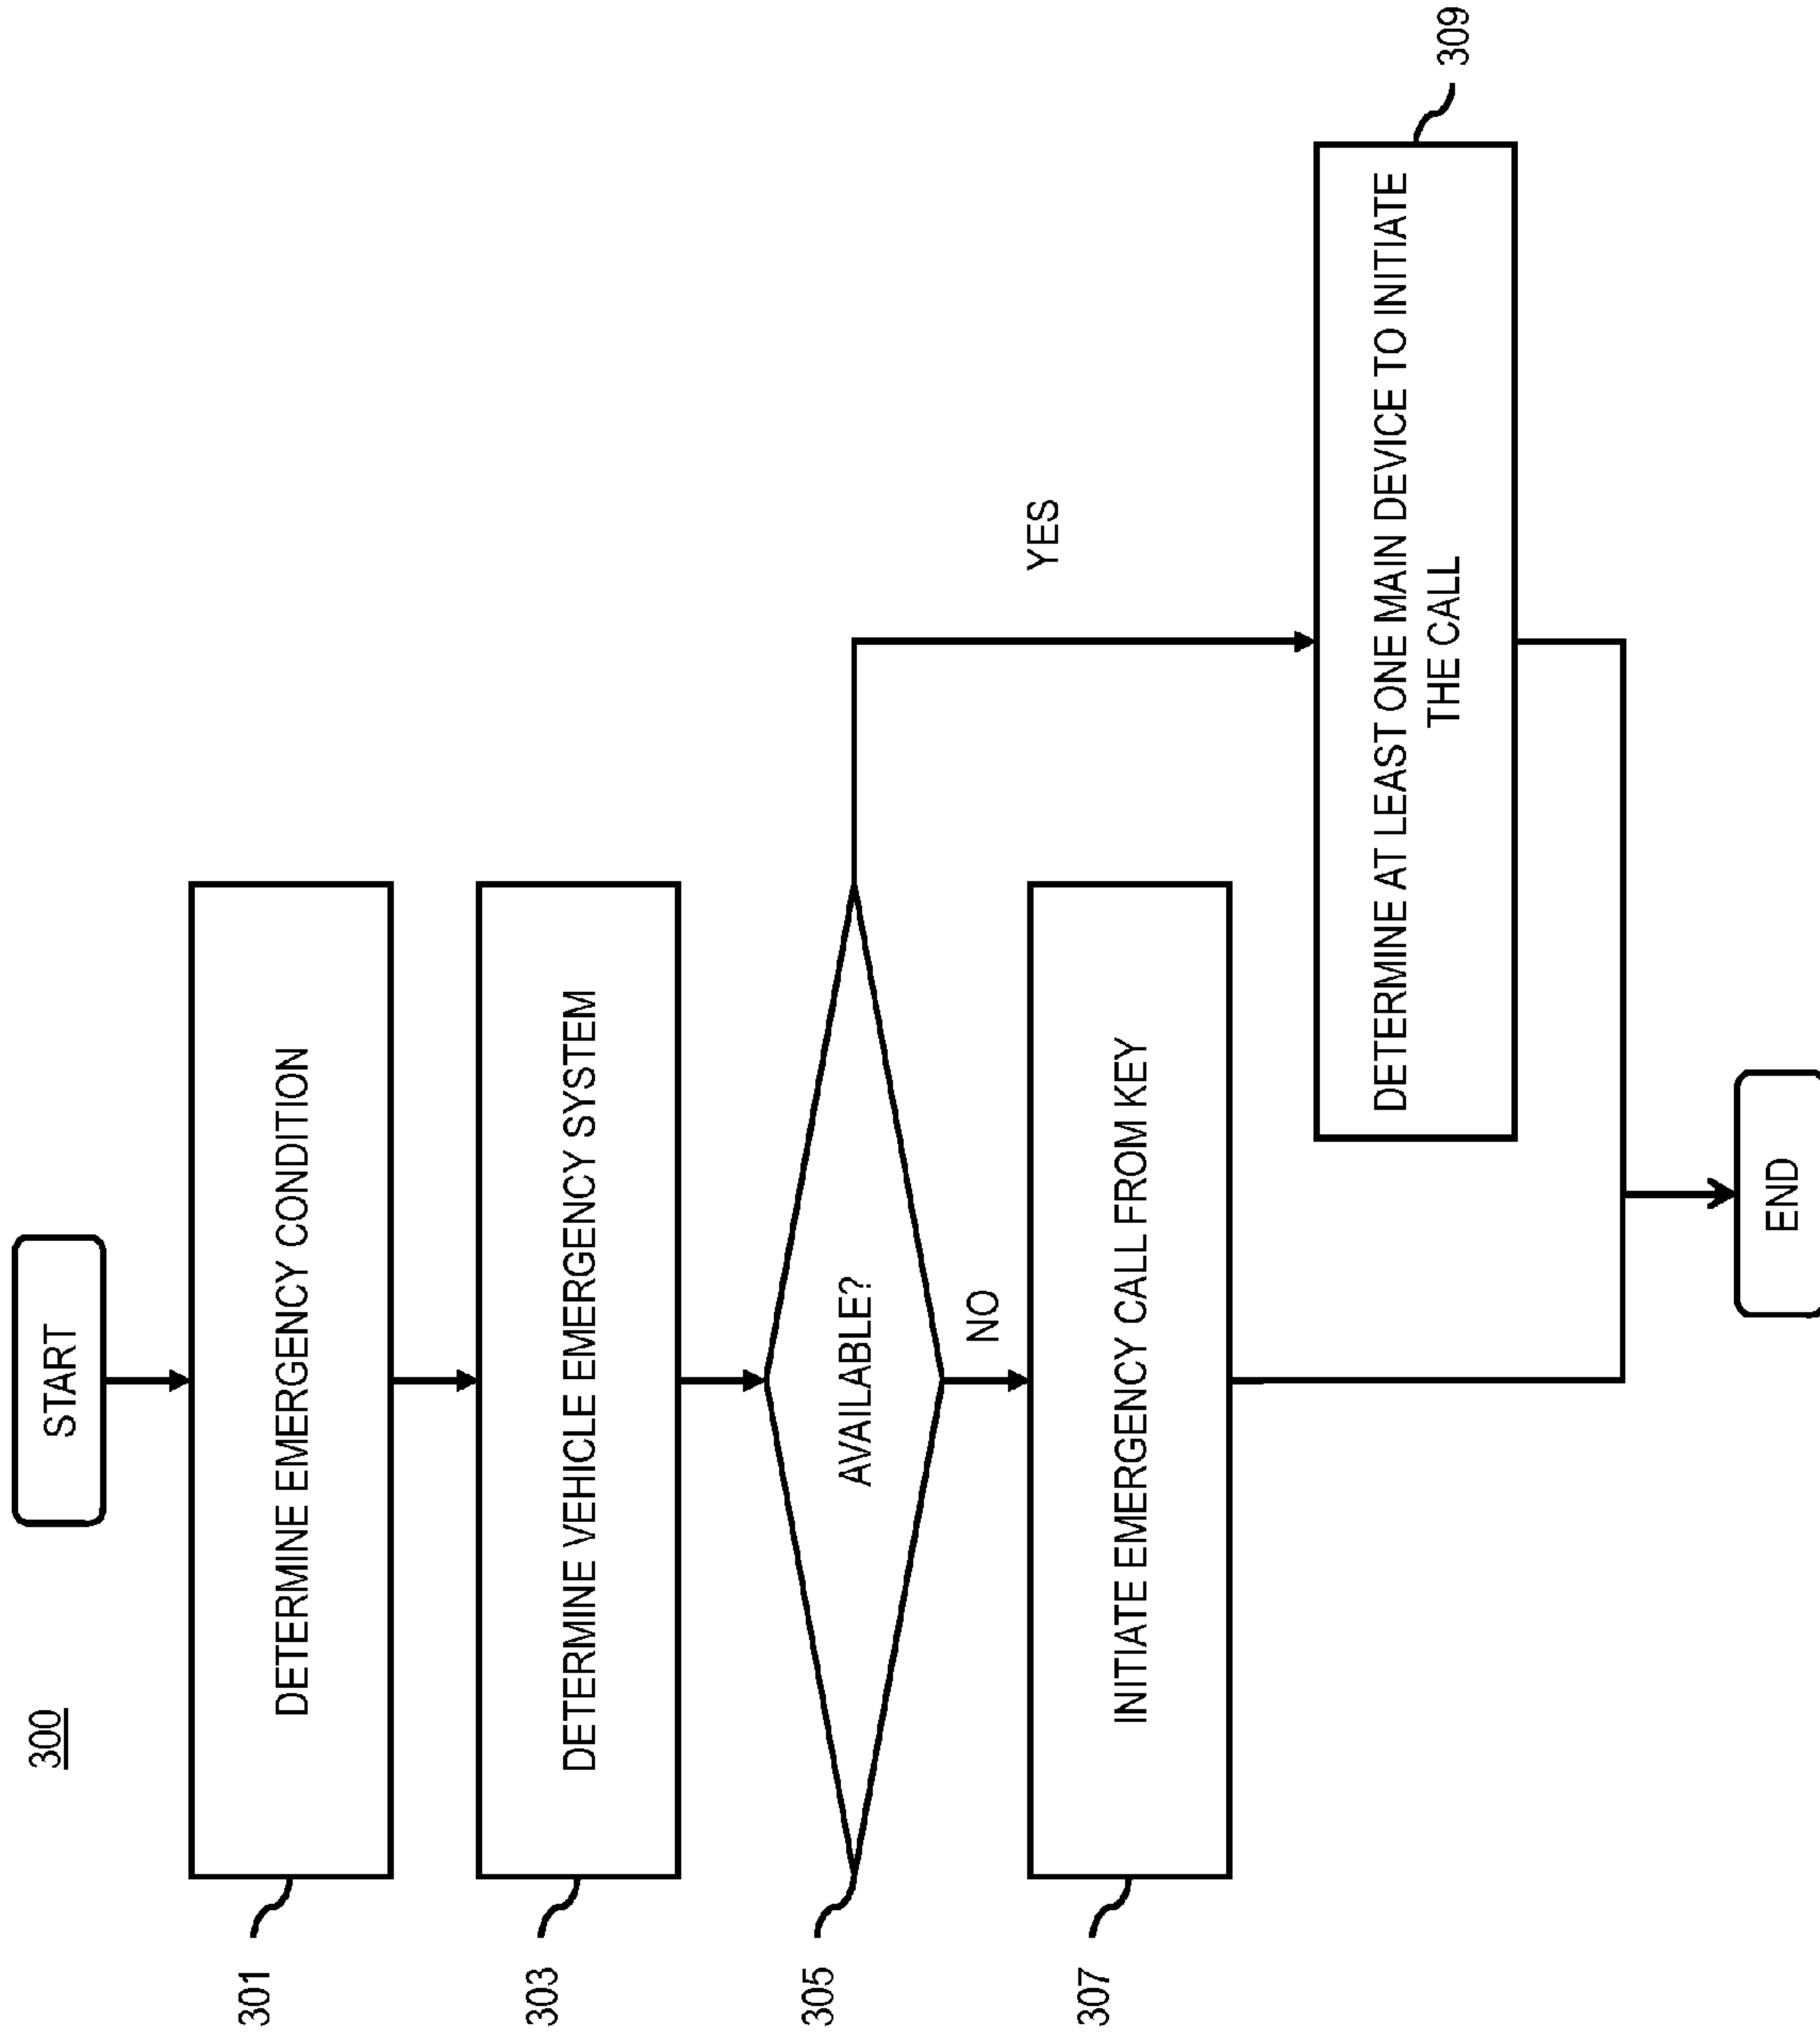 300
START
301
DETERMINE EMERGENCY CONDITION
303
DETERMINE VEHICLE EMERGENCY SYSTEM
305
AVAILABLE?
YES
NO
307
INITIATE EMERGENCY CALL FROM KEY
309
DETERMINE AT LEAST ONE MAIN DEVICE TO INITIATE
THE CALL
END